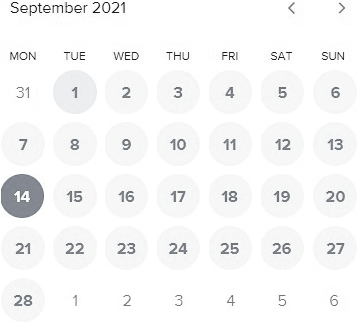 September 2021
MON TUE WED THU FRI SAT SUN
31 1 2 3 4 5 6
7 8 9 10 11 12 13
14 15 16 17 18 19 20
21 22 23 24 25 26 27
28 1 2 3 4 5 6